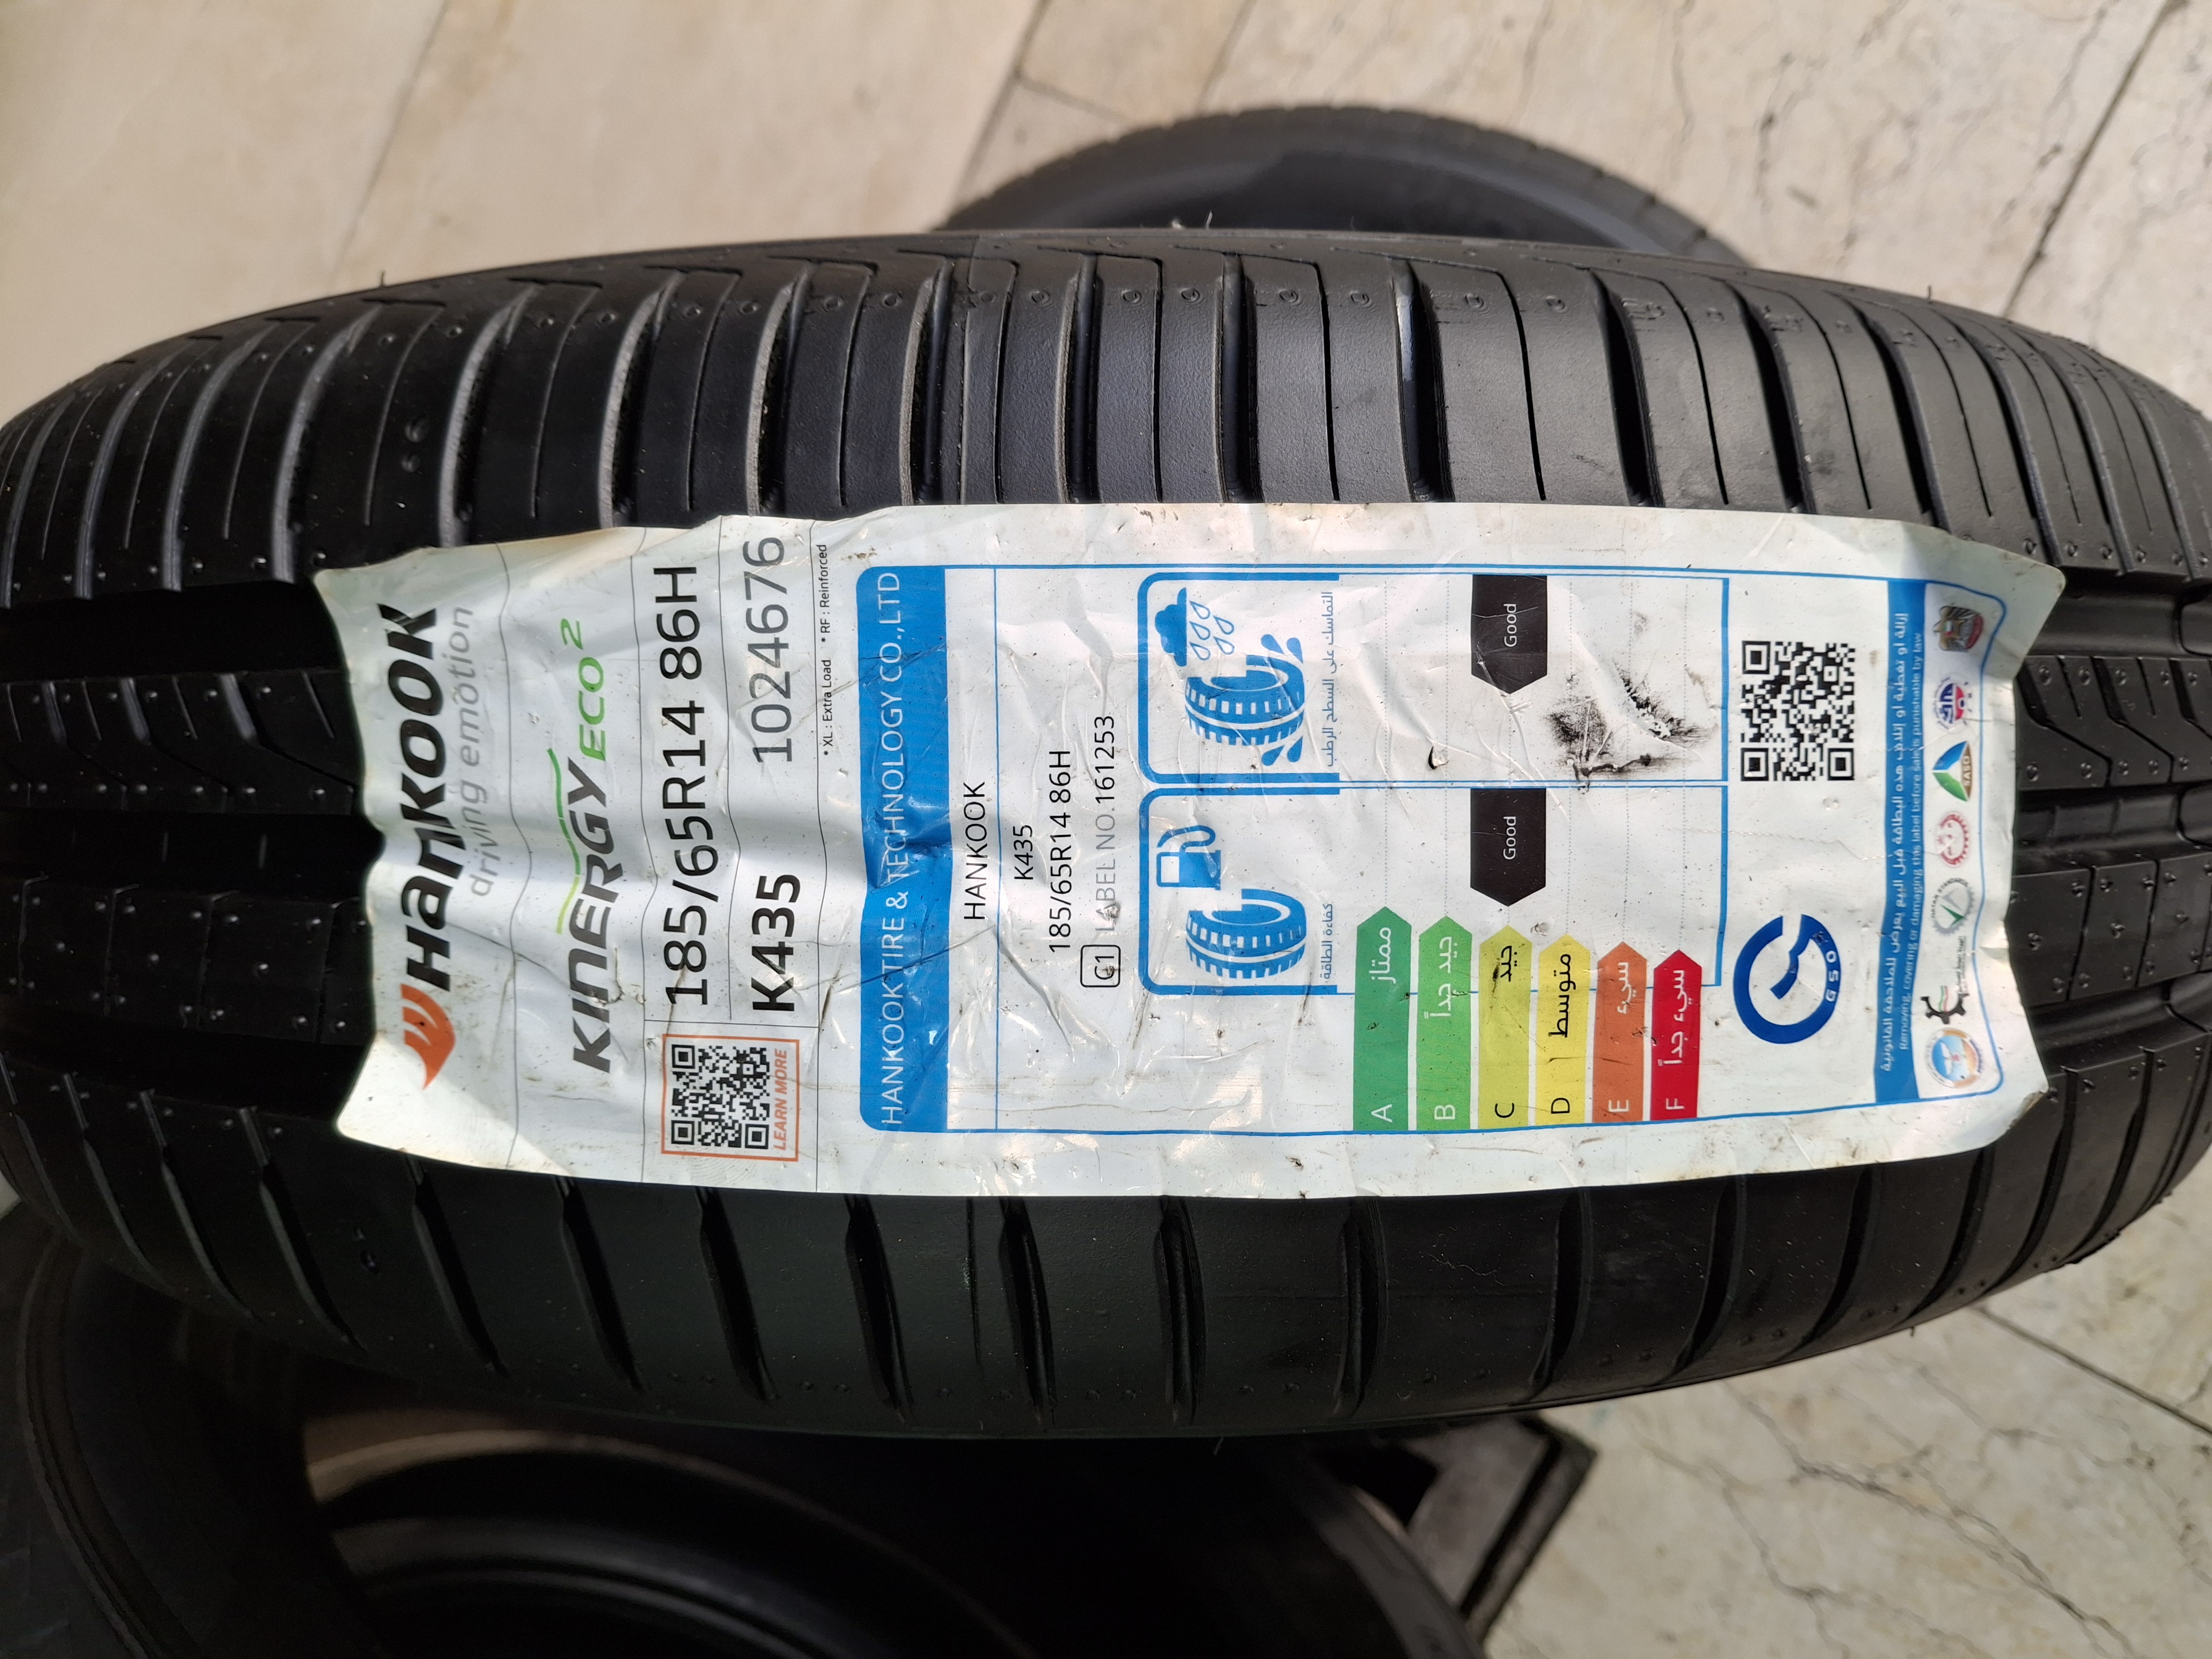 Hankook
driving emotion
KINERGY ECO2
185/65R14 86H
K435 1024676
LEARN MORE
* XL : Extra Load * RF : Reinforced
HANKOOK TIRE & TECHNOLOGY CO.,LTD
HANKOOK
K435
185/65R14 86H
C1 LABEL NO.161253
كفاءة الطاقة
التماسك على السطح الرطب
A ممتاز
B جيد جداً
C جيد Good Good
D متوسط
E سيء
F سيء جداً
GSO
إزالة أو تغطية أو إتلاف هذه البطاقة قبل البيع يعرض للملاحقة القانونية
Removing, covering or damaging this label before sale is punishable by law